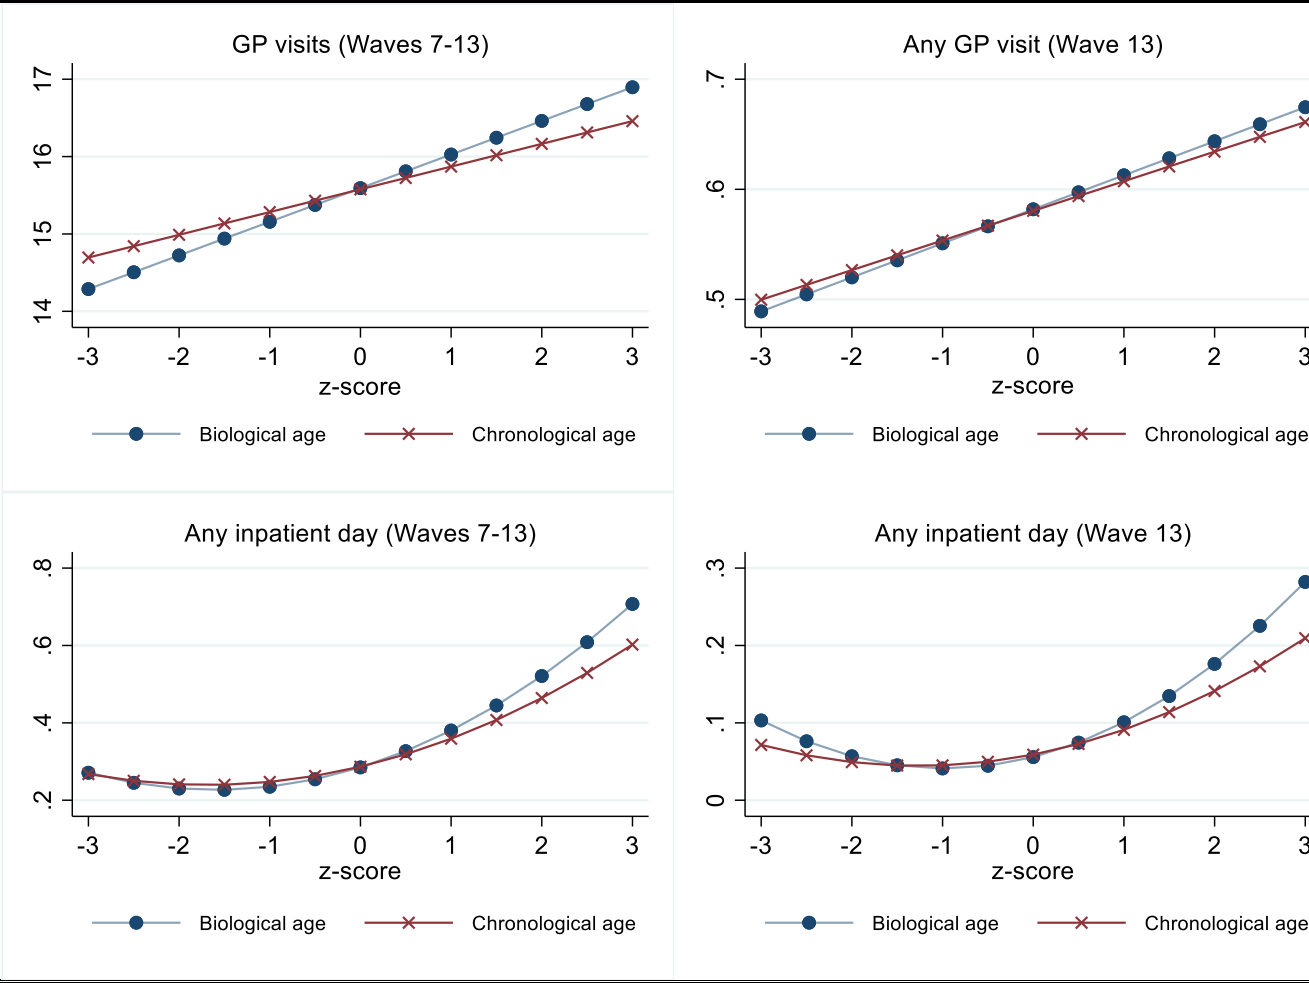 GP visits (Waves 7-13)
17
16
15
14
-3 -2 -1 0 1 2 3
z-score
Biological age Chronological age
Any GP visit (Wave 13)
.7
.6
.5
-3 -2 -1 0 1 2 3
z-score
Biological age Chronological age
Any inpatient day (Waves 7-13)
.8
.6
.4
.2
-3 -2 -1 0 1 2 3
z-score
Biological age Chronological age
Any inpatient day (Wave 13)
.3
.2
.1
0
-3 -2 -1 0 1 2 3
z-score
Biological age Chronological age